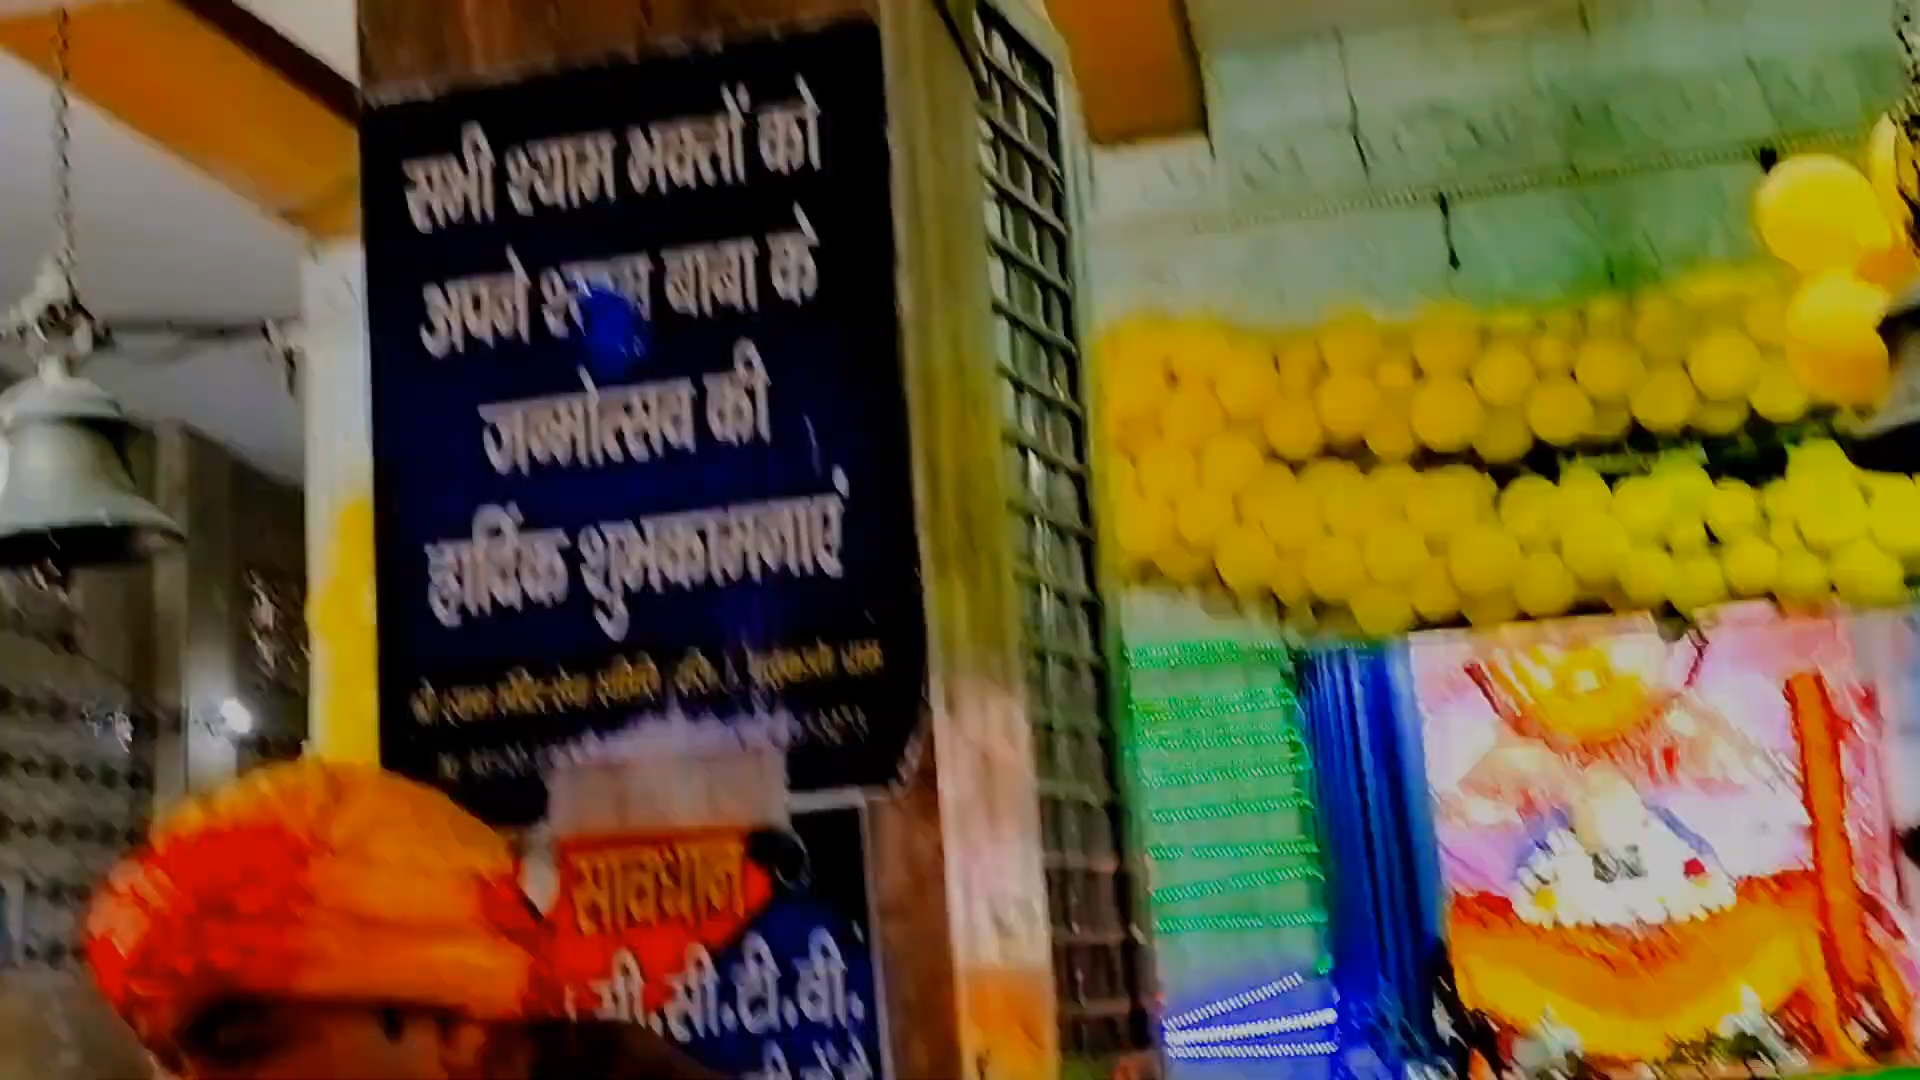 सभी श्याम भक्तों को
अपने श्याम बाबा के
जन्मोत्सव की
हार्दिक शुभकामनाएं
सावधान
सी.सी.टी.वी.